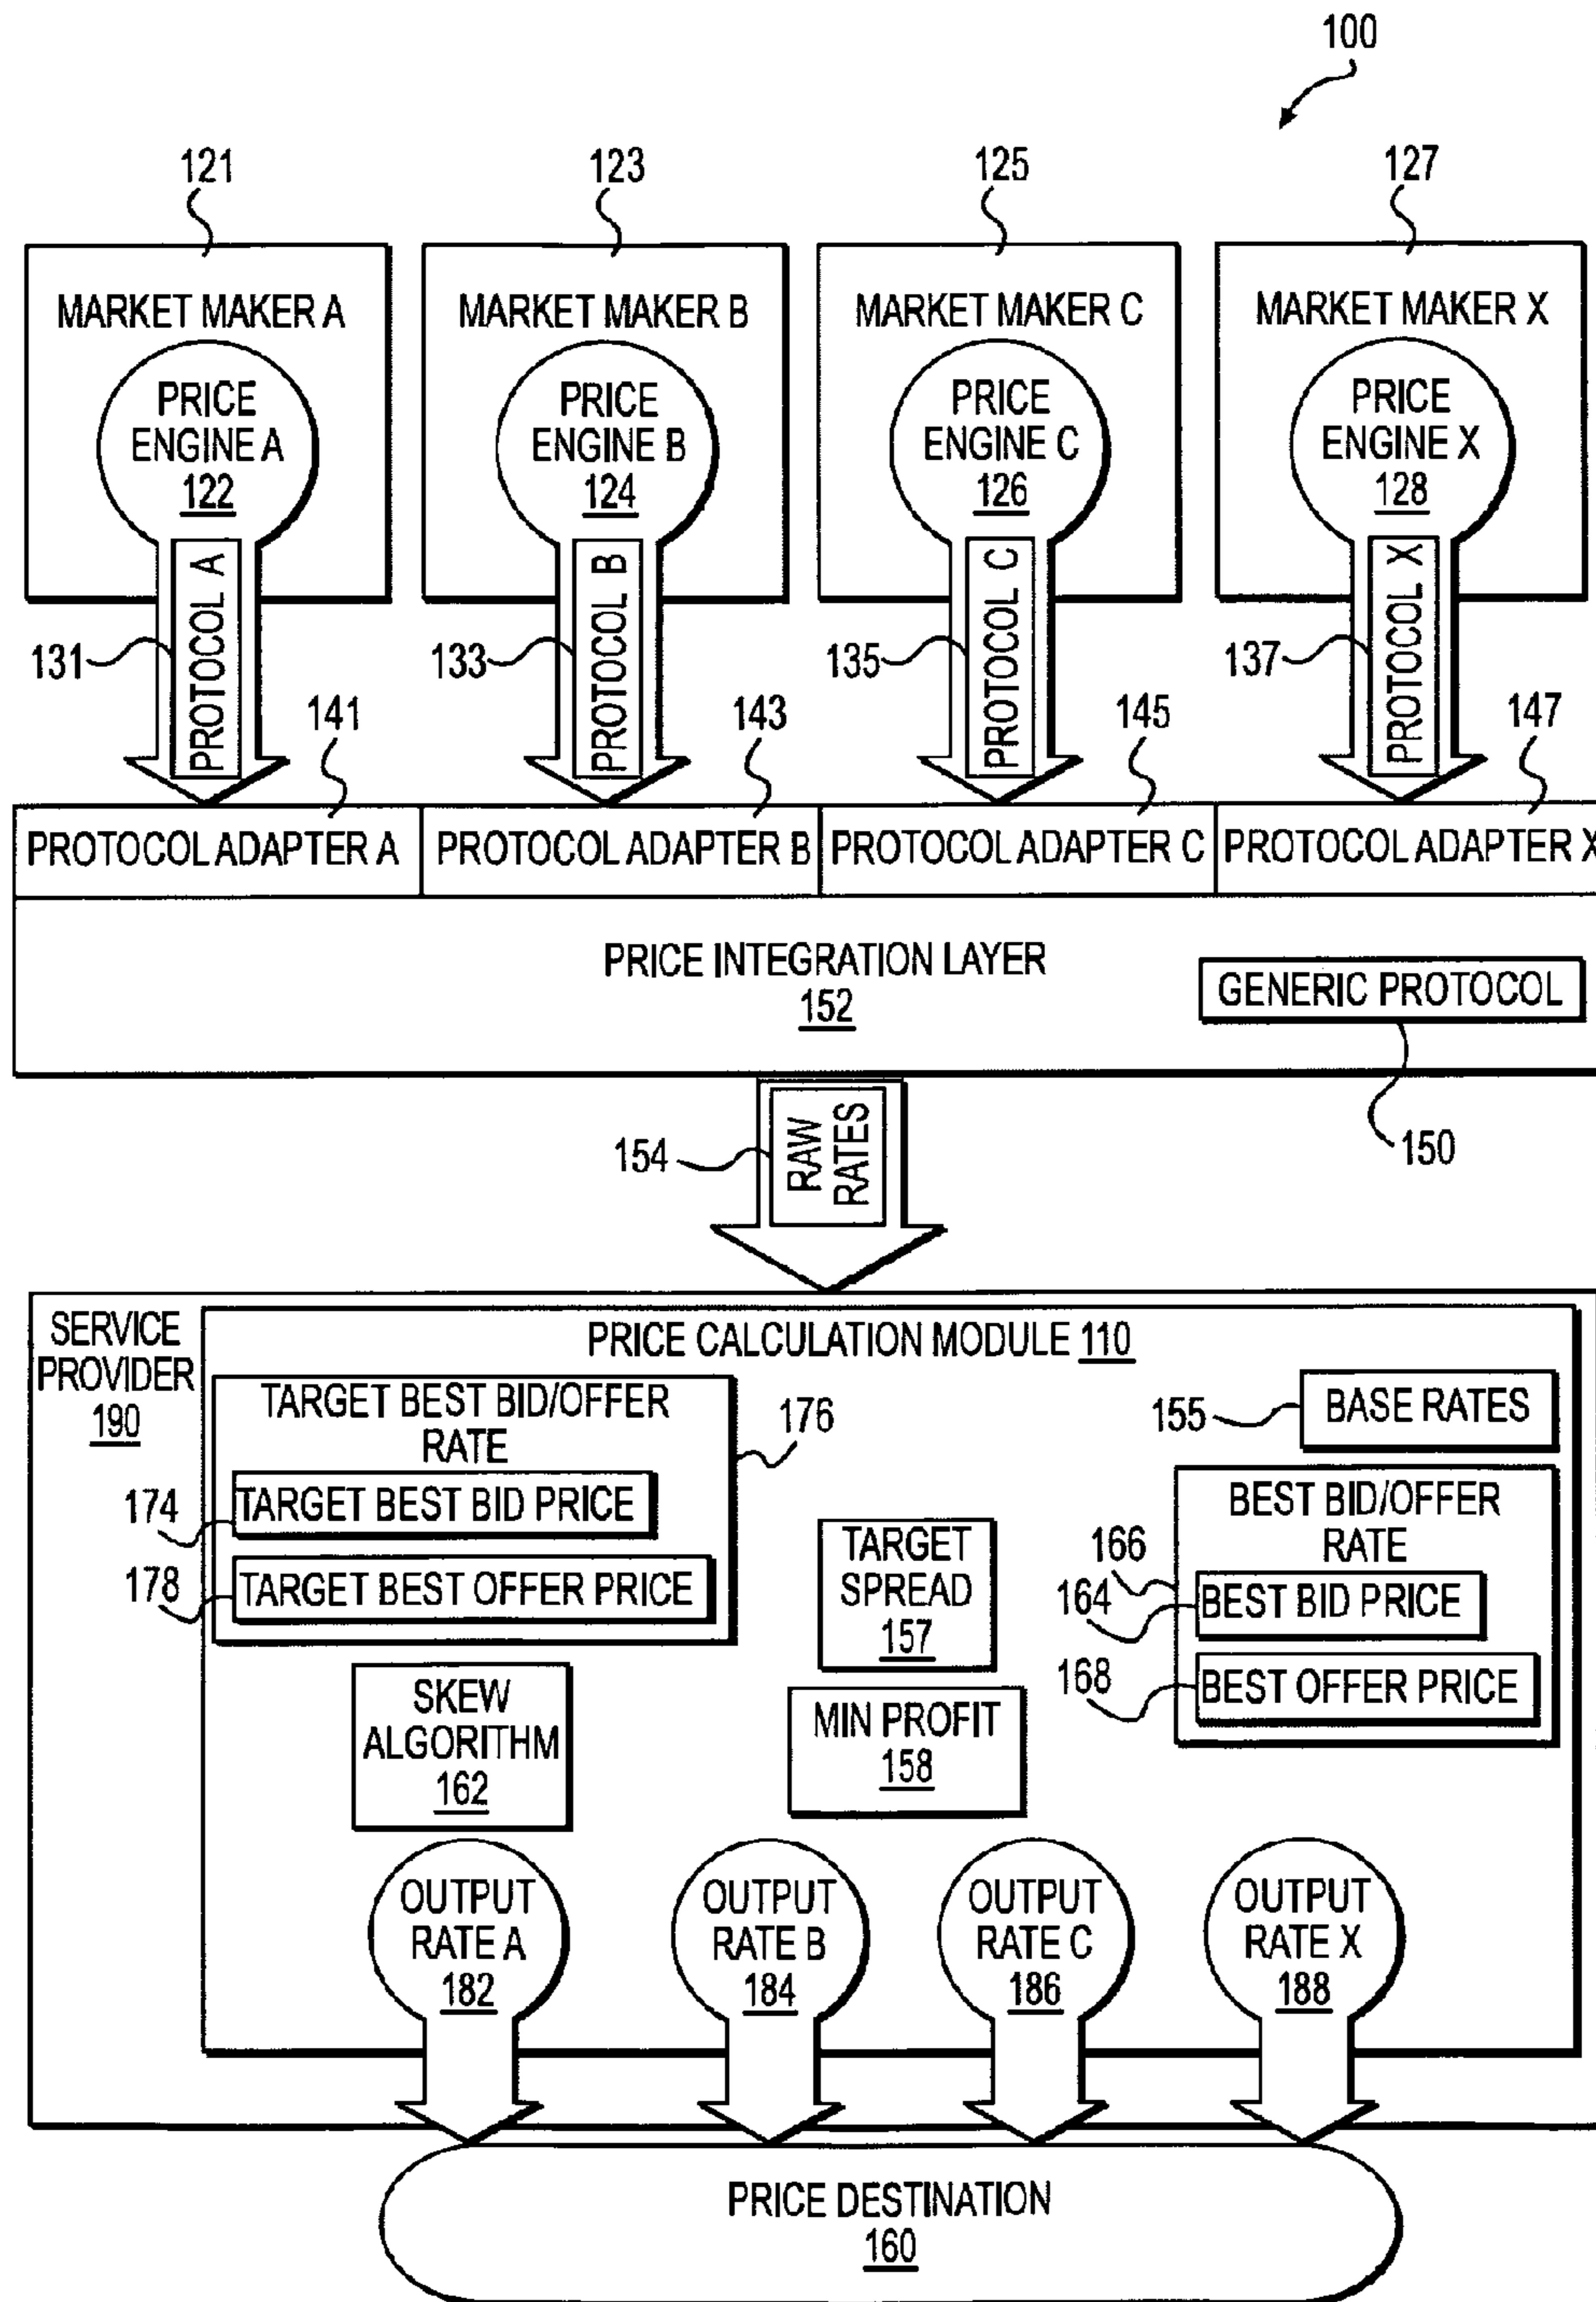 100
121
123
125
127
MARKET MAKER A
MARKET MAKER B
MARKET MAKER C
MARKET MAKER X
PRICE
ENGINE A
122
PRICE
ENGINE B
124
PRICE
ENGINE C
126
PRICE
ENGINE X
128
131
PROTOCOL A
133
PROTOCOL B
135
PROTOCOL C
137
PROTOCOL X
141
143
145
147
PROTOCOL ADAPTER A
PROTOCOL ADAPTER B
PROTOCOL ADAPTER C
PROTOCOL ADAPTER X
PRICE INTEGRATION LAYER
152
GENERIC PROTOCOL
150
154
RAW
RATES
SERVICE
PROVIDER
190
PRICE CALCULATION MODULE 110
TARGET BEST BID/OFFER
RATE
176
174
TARGET BEST BID PRICE
178
TARGET BEST OFFER PRICE
155
BASE RATES
TARGET
SPREAD
157
BEST BID/OFFER
RATE
166
164
BEST BID PRICE
168
BEST OFFER PRICE
SKEW
ALGORITHM
162
MIN PROFIT
158
OUTPUT
RATE A
182
OUTPUT
RATE B
184
OUTPUT
RATE C
186
OUTPUT
RATE X
188
PRICE DESTINATION
160